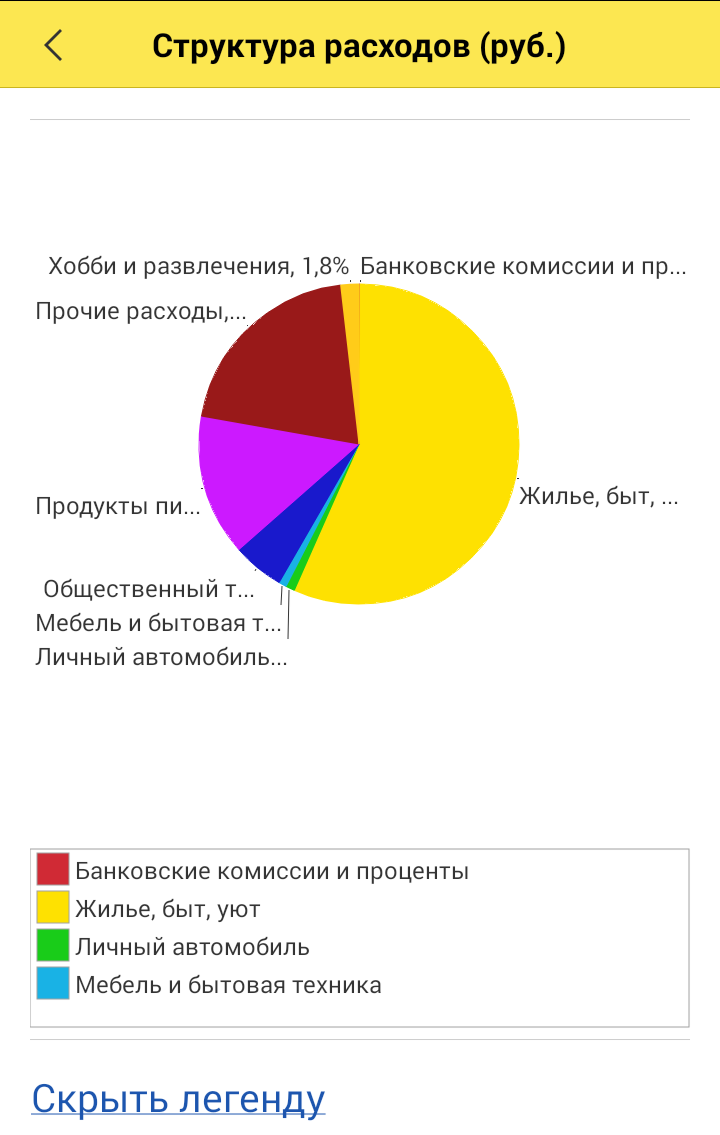 Структура расходов (руб.)
Хобби и развлечения, 1,8%
Банковские комиссии и пр...
Прочие расходы,...
Жилье, быт, ...
Продукты пи...
Общественный т...
Мебель и бытовая т...
Личный автомобиль...
Банковские комиссии и проценты
Жилье, быт, уют
Личный автомобиль
Мебель и бытовая техника
Скрыть легенду